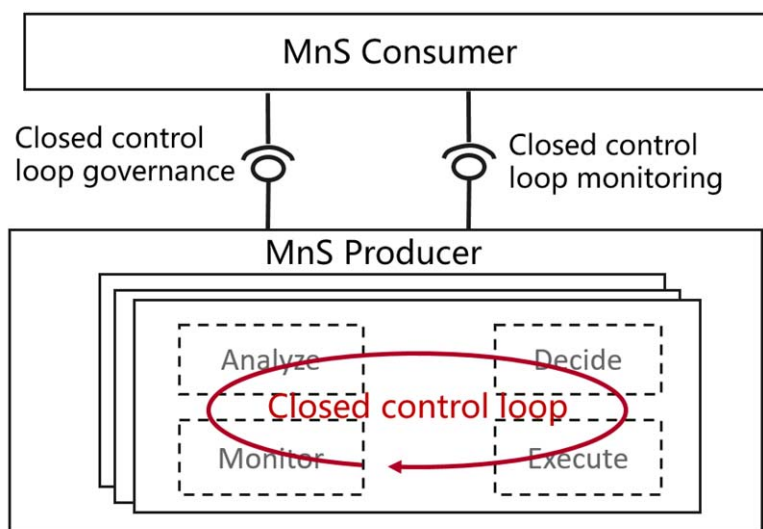 MnS Consumer
Closed control
loop governance
Closed control
loop monitoring
MnS Producer
Analyze
Decide
Closed control loop
Monitor
Execute